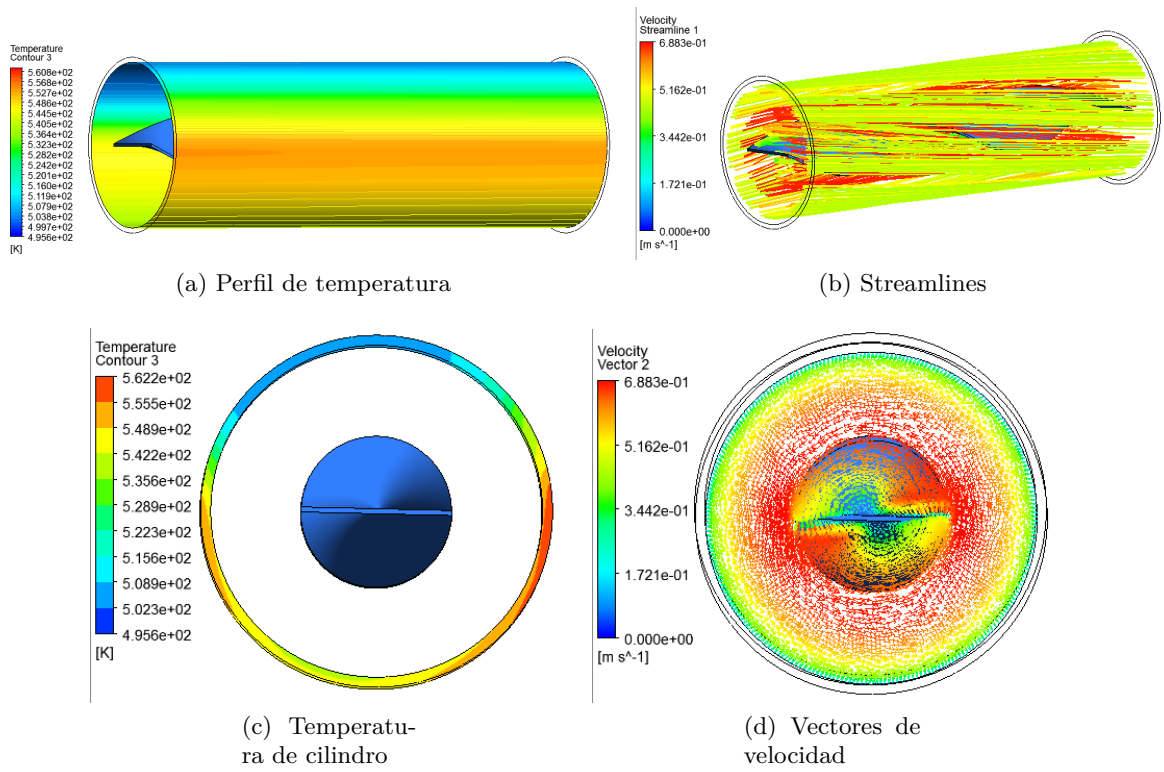 Temperature
Contour 3
5.608e+02
5.568e+02
5.527e+02
5.486e+02
5.445e+02
5.405e+02
5.364e+02
5.323e+02
5.282e+02
5.242e+02
5.201e+02
5.160e+02
5.119e+02
5.079e+02
5.038e+02
4.997e+02
4.956e+02
[K]
(a) Perfil de temperatura
Velocity
Streamline 1
6.883e-01
5.162e-01
3.442e-01
1.721e-01
0.000e+00
[m s^-1]
(b) Streamlines
Temperature
Contour 3
5.622e+02
5.555e+02
5.489e+02
5.422e+02
5.356e+02
5.289e+02
5.223e+02
5.156e+02
5.089e+02
5.023e+02
4.956e+02
[K]
(c) Temperatu-
ra de cilindro
Velocity
Vector 2
6.883e-01
5.162e-01
3.442e-01
1.721e-01
0.000e+00
[m s^-1]
(d) Vectores de
velocidad